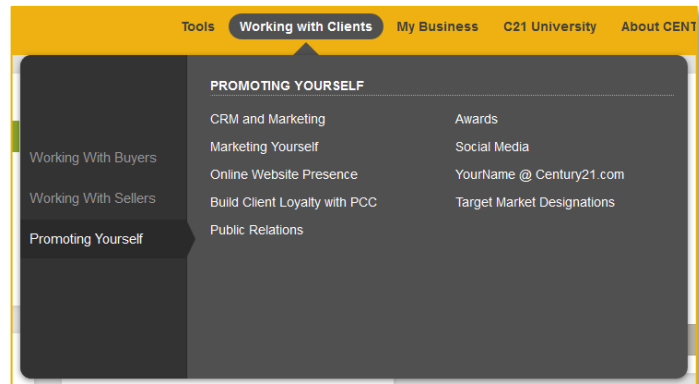 Tools Working with Clients My Business C21 University About CENT
PROMOTING YOURSELF
Working With Buyers
Working With Sellers
Promoting Yourself
CRM and Marketing
Marketing Yourself
Online Website Presence
Build Client Loyalty with PCC
Public Relations
Awards
Social Media
YourName @ Century21.com
Target Market Designations